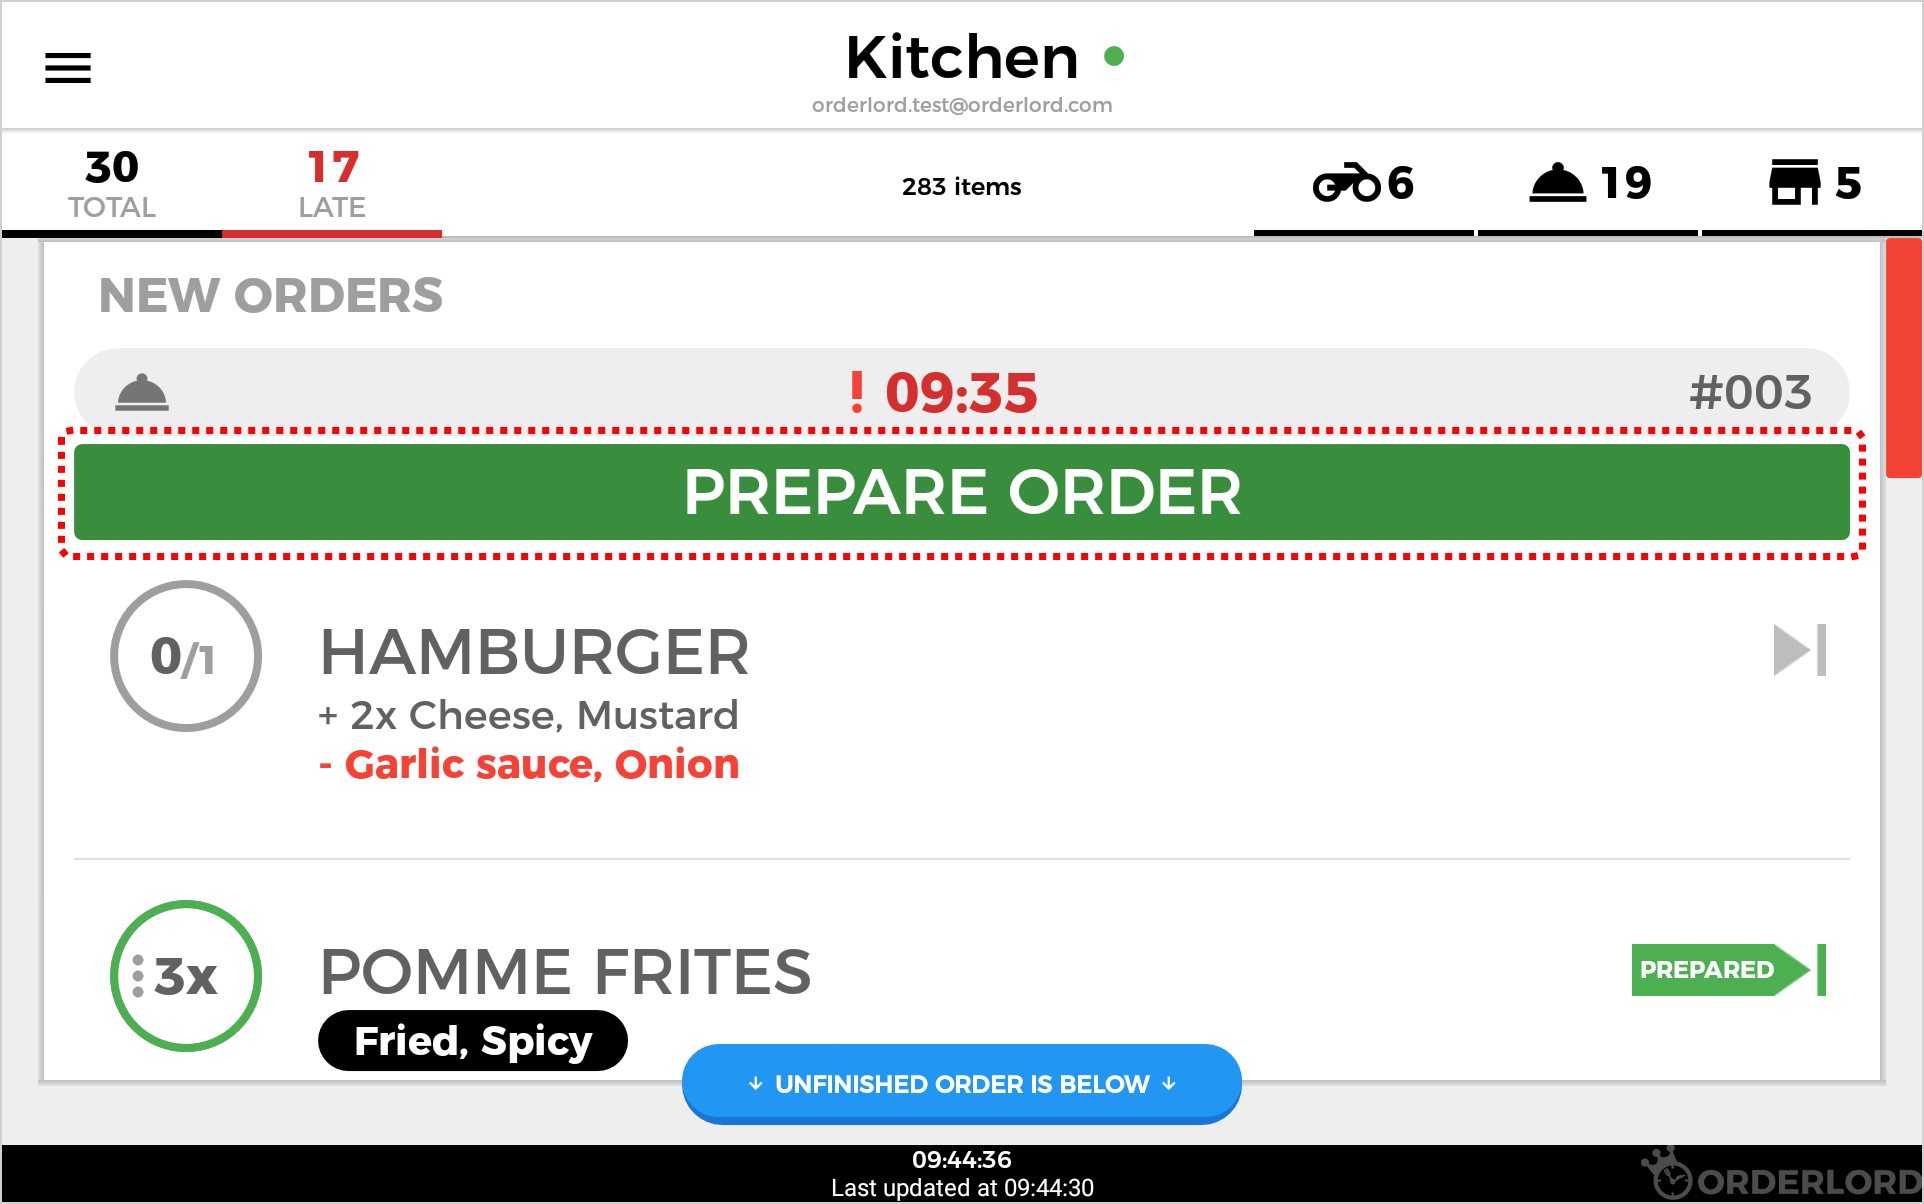 Kitchen
orderlord.test@orderlord.com
30
TOTAL
17
LATE
283 items
6
19
5
NEW ORDERS
! 09:35
#003
PREPARE ORDER
0/1
HAMBURGER
+ 2x Cheese, Mustard
- Garlic sauce, Onion
3x
POMME FRITES
PREPARED
Fried, Spicy
↓ UNFINISHED ORDER IS BELOW ↓
09:44:36
Last updated at 09:44:30
ORDERLORD